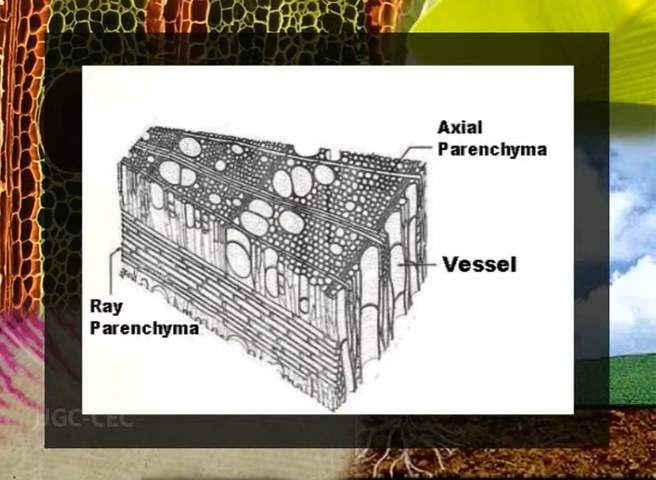 Axial
Parenchyma
Vessel
Ray
Parenchyma
UGC-CEC